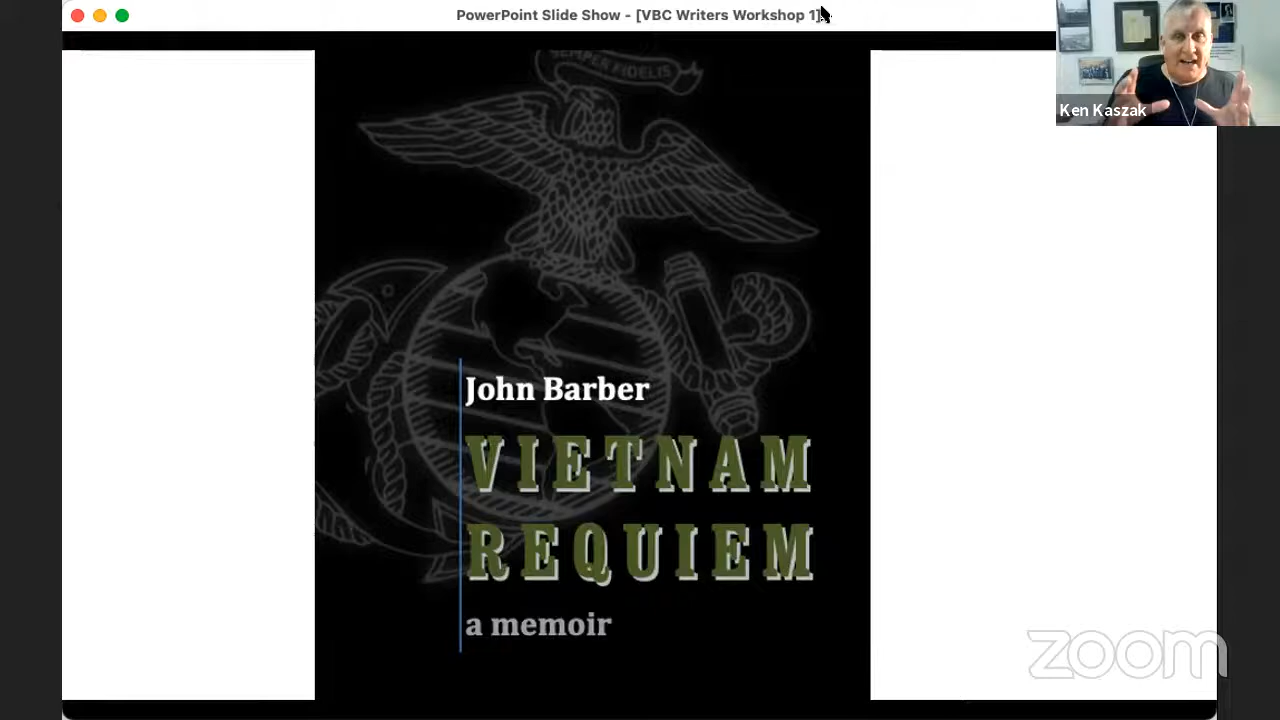 PowerPoint Slide Show - [VBC Writers Workshop 1]
Ken Kaszak
SEMPER FIDELIS
John Barber
VIETNAM
REQUIEM
a memoir
zoom